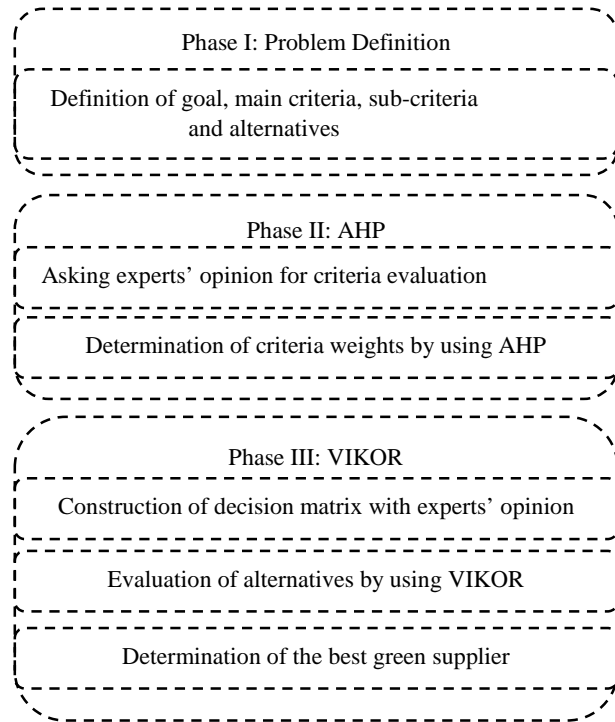 Phase I: Problem Definition
Definition of goal, main criteria, sub-criteria
and alternatives
Phase II: AHP
Asking experts’ opinion for criteria evaluation
Determination of criteria weights by using AHP
Phase III: VIKOR
Construction of decision matrix with experts’ opinion
Evaluation of alternatives by using VIKOR
Determination of the best green supplier